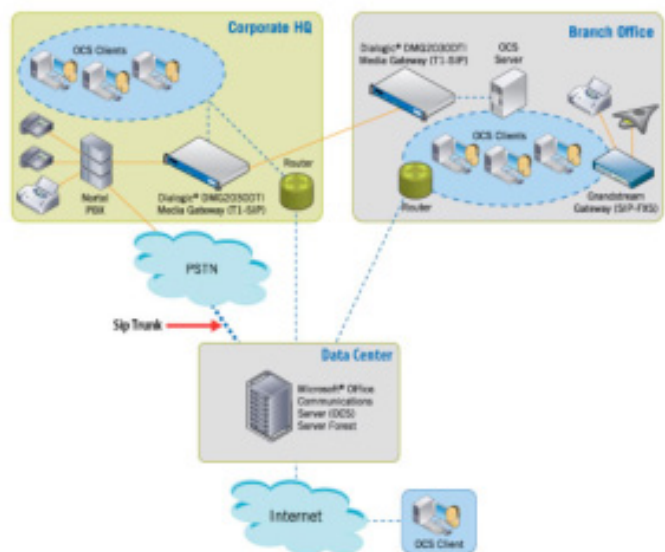 Corporate HQ
OCS Clients
Nortel
PBX
Dialogic® DMG2030DTI
Media Gateway (T1-SIP)
Router
Branch Office
Dialogic® DMG2030DTI
Media Gateway (T1-SIP)
OCS
Server
OCS Clients
Router
Grandstream
Gateway (SIP-FXS)
PSTN
Sip Trunk
Data Center
Microsoft® Office
Communications
Server (OCS)
Server Forest
Internet
OCS Client